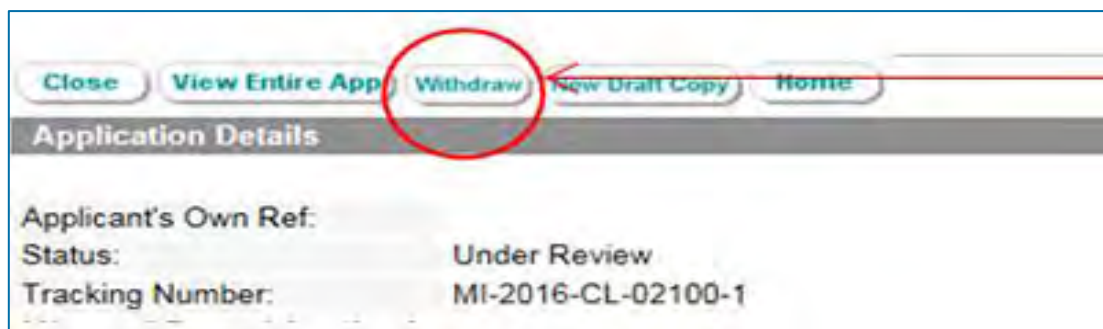 Close View Entire App Withdraw New Draft Copy Home
Application Details
Applicant's Own Ref:
Status: Under Review
Tracking Number: MI-2016-CL-02100-1